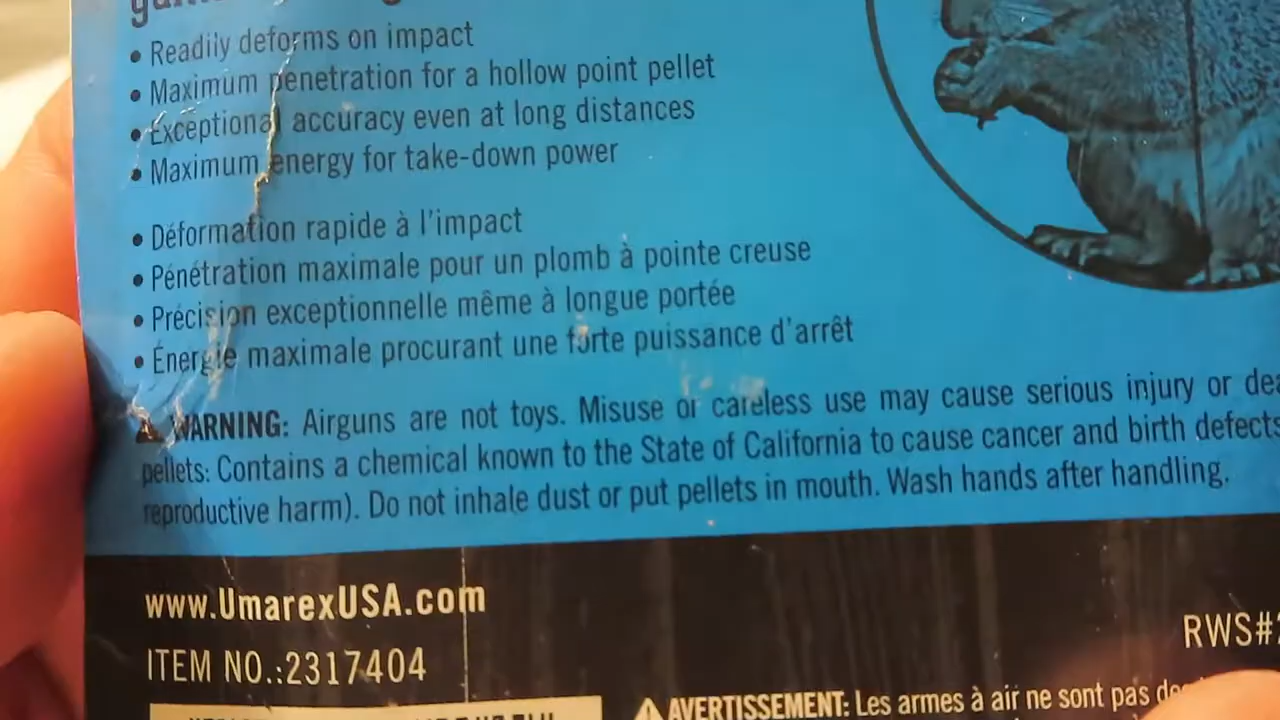 • Readily deforms on impact
• Maximum penetration for a hollow point pellet
• Exceptional accuracy even at long distances
• Maximum energy for take-down power
• Déformation rapide à l'impact
• Pénétration maximale pour un plomb à pointe creuse
• Précision exceptionnelle même à longue portée
• Énergie maximale procurant une forte puissance d'arrêt
WARNING: Airguns are not toys. Misuse or careless use may cause serious injury or
pellets: Contains a chemical known to the State of California to cause cancer and birth defects
reproductive harm). Do not inhale dust or put pellets in mouth. Wash hands after handling.
www.UmarexUSA.com
ITEM NO.:2317404
RWS#
AVERTISSEMENT: Les armes à air ne sont pas